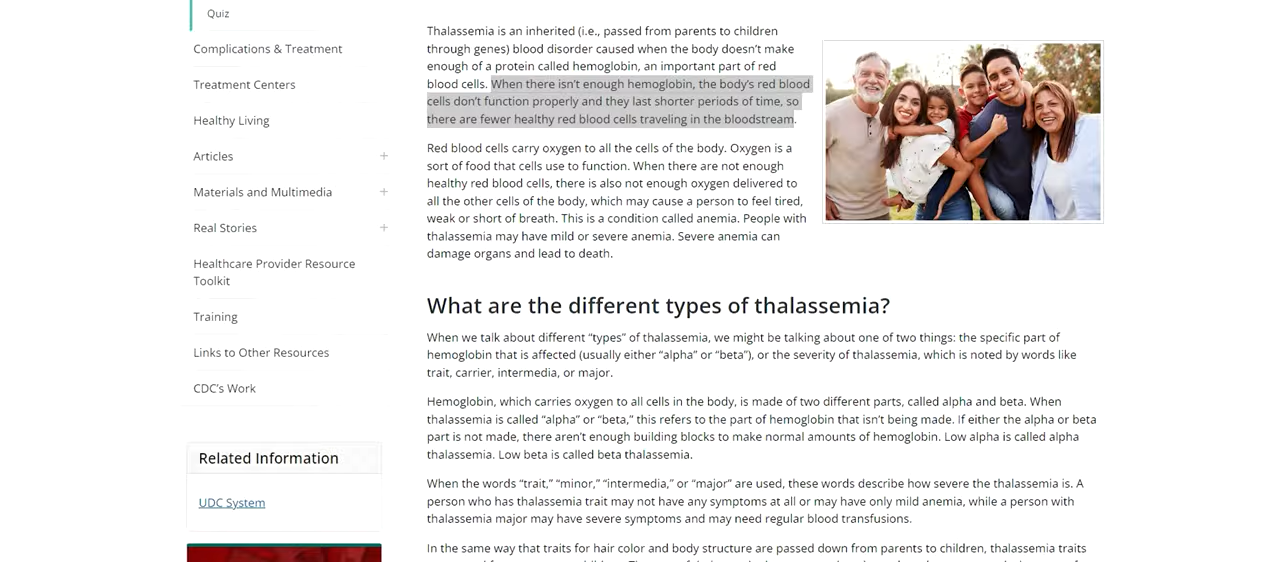 Quiz
Complications & Treatment
Treatment Centers
Healthy Living
Articles
Materials and Multimedia
Real Stories
Healthcare Provider Resource
Toolkit
Training
Links to Other Resources
CDC's Work
Related Information
UDC System
Thalassemia is an inherited (i.e., passed from parents to children
through genes) blood disorder caused when the body doesn't make
enough of a protein called hemoglobin, an important part of red
blood cells. When there isn't enough hemoglobin, the body's red blood
cells don't function properly and they last shorter periods of time, so
there are fewer healthy red blood cells traveling in the bloodstream.
Red blood cells carry oxygen to all the cells of the body. Oxygen is a
sort of food that cells use to function. When there are not enough
healthy red blood cells, there is also not enough oxygen delivered to
all the other cells of the body, which may cause a person to feel tired,
weak or short of breath. This is a condition called anemia. People with
thalassemia may have mild or severe anemia. Severe anemia can
damage organs and lead to death.
What are the different types of thalassemia?
When we talk about different “types” of thalassemia, we might be talking about one of two things: the specific part of
hemoglobin that is affected (usually either “alpha” or “beta”), or the severity of thalassemia, which is noted by words like
trait, carrier, intermedia, or major.
Hemoglobin, which carries oxygen to all cells in the body, is made of two different parts, called alpha and beta. When
thalassemia is called “alpha” or “beta,” this refers to the part of hemoglobin that isn't being made. If either the alpha or beta
part is not made, there aren't enough building blocks to make normal amounts of hemoglobin. Low alpha is called alpha
thalassemia. Low beta is called beta thalassemia.
When the words “trait,” “minor,” “intermedia,” or “major” are used, these words describe how severe the thalassemia is. A
person who has thalassemia trait may not have any symptoms at all or may have only mild anemia, while a person with
thalassemia major may have severe symptoms and may need regular blood transfusions.
In the same way that traits for hair color and body structure are passed down from parents to children, thalassemia traits